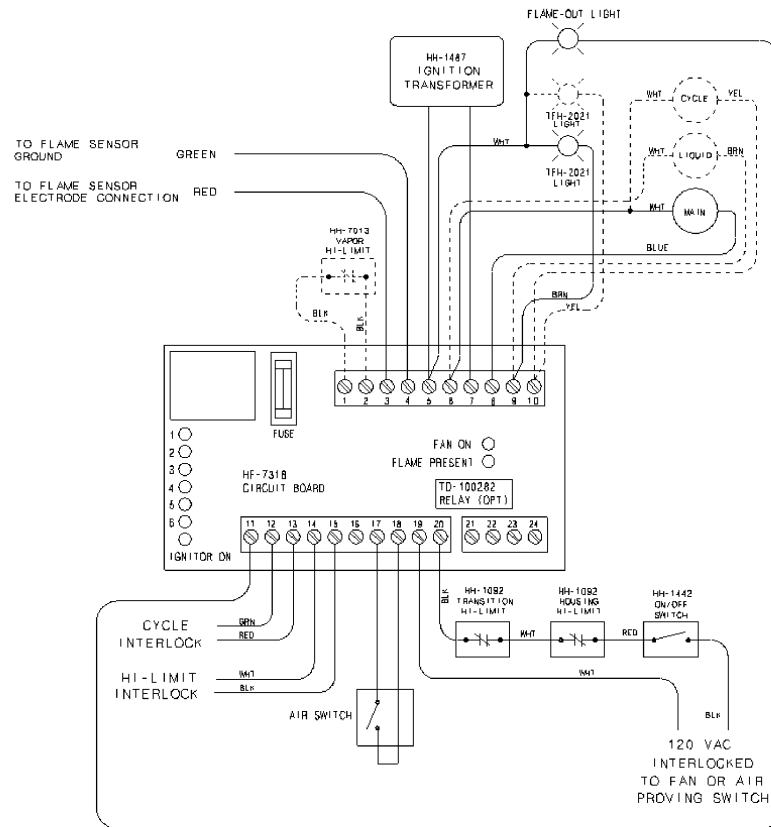 FLAME-OUT LIGHT
HH-1487
IGNITION
TRANSFORMER
WHT
CYCLE
YEL
TFH-2021
LIGHT
WHT
TO FLAME SENSOR
GROUND
GREEN
WHT
LIQUID
BRN
TFH-2021
LIGHT
TO FLAME SENSOR
ELECTRODE CONNECTION
RED
WHT
MAIN
HH-7013
VAPOR
HI-LIMIT
BLUE
BRN
YEL
BLK
BLK
1 2 3 4 5 6 7 8 9 10
FUSE
1
2
3
4
5
6
IGNITOR ON
FAN ON
FLAME PRESENT
HF-7318
CIRCUIT BOARD
TD-100282
RELAY (OPT)
11 12 13 14 15 16 17 18 19 20 21 22 23 24
BLK
HH-1092
TRANSITION
HI-LIMIT
HH-1092
HOUSING
HI-LIMIT
HH-1442
ON/OFF
SWITCH
CYCLE
INTERLOCK
GRN
RED
WHT
RED
HI-LIMIT
INTERLOCK
WHT
BLK
WHT
AIR SWITCH
BLK
120 VAC
INTERLOCKED
TO FAN OR AIR
PROVING SWITCH